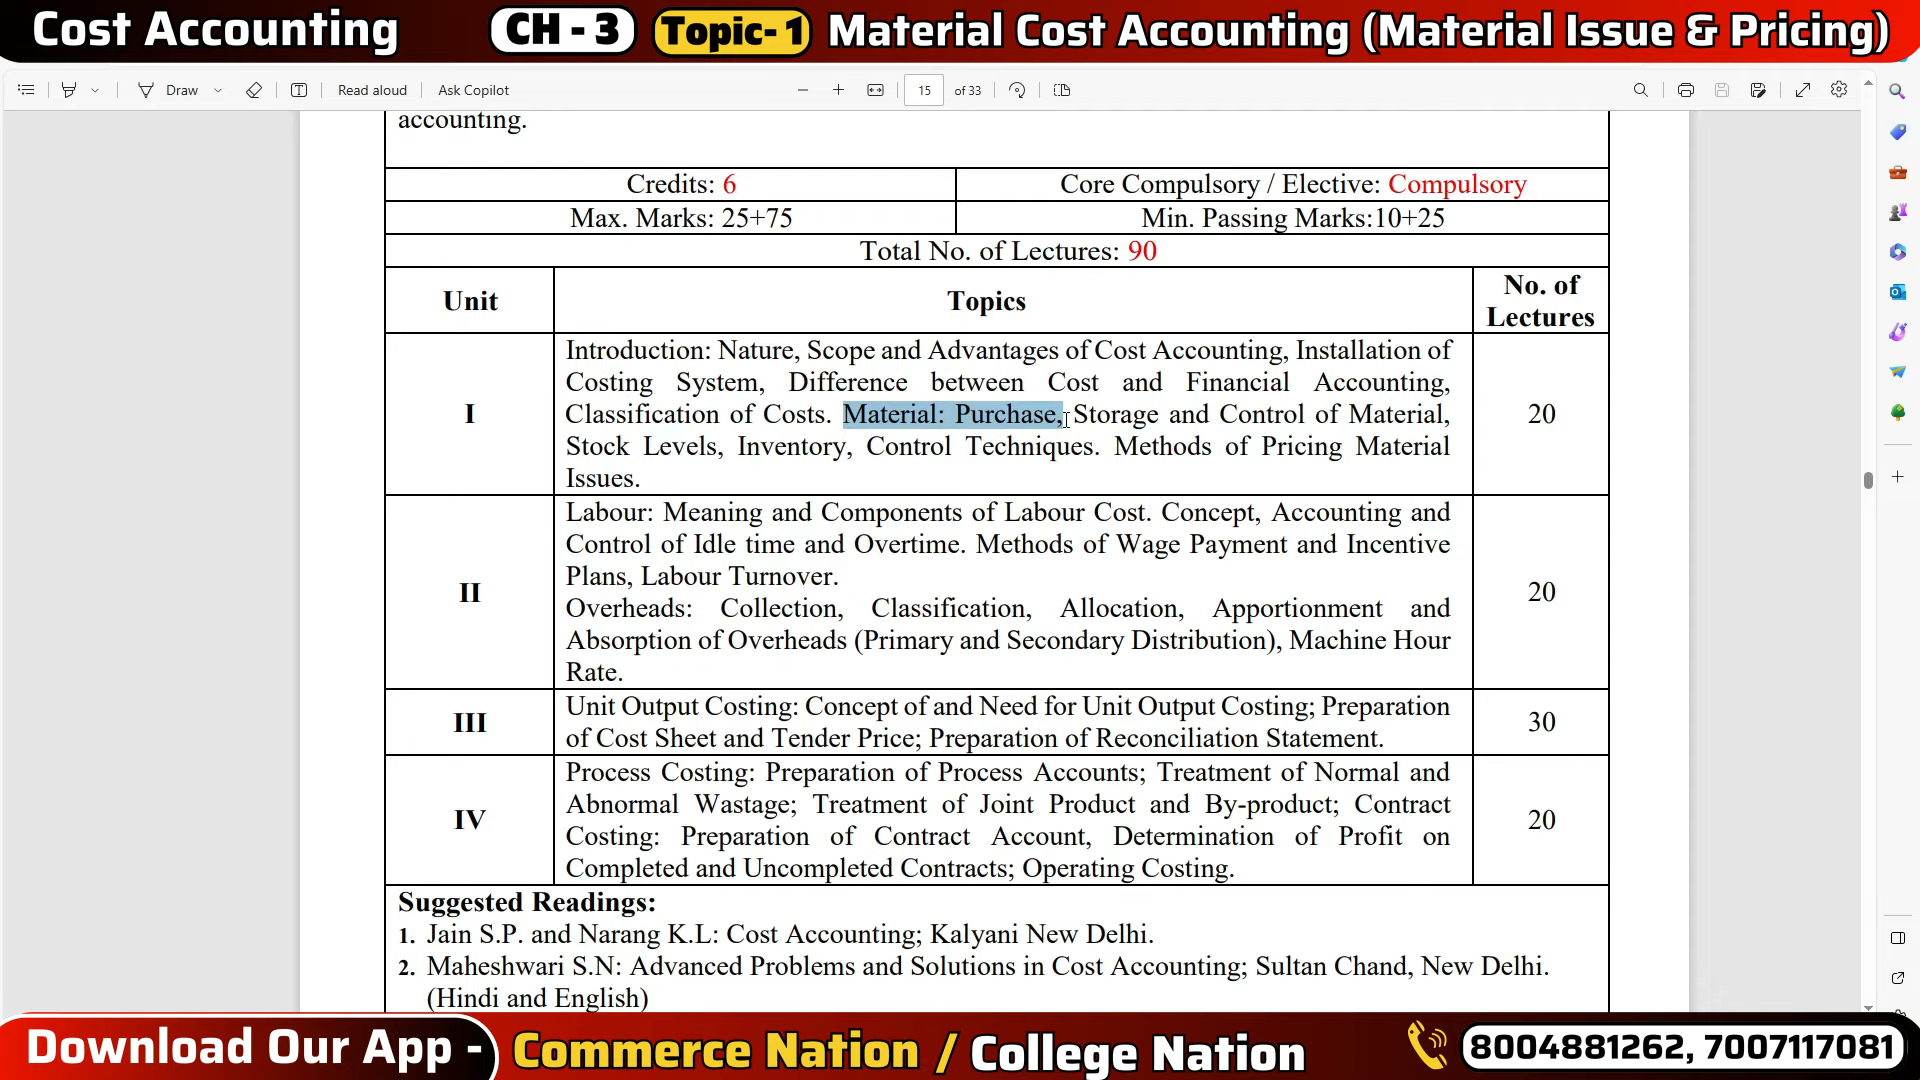 Cost Accounting CH - 3 Topic- 1 Material Cost Accounting (Material Issue & Pricing)
Draw Read aloud Ask Copilot 15 of 33
accounting.
Credits: 6 Core Compulsory / Elective: Compulsory
Max. Marks: 25+75 Min. Passing Marks:10+25
Total No. of Lectures: 90
Unit Topics No. of Lectures
I
Introduction: Nature, Scope and Advantages of Cost Accounting, Installation of
Costing System, Difference between Cost and Financial Accounting,
Classification of Costs. Material: Purchase, Storage and Control of Material,
Stock Levels, Inventory, Control Techniques. Methods of Pricing Material
Issues.
20
II
Labour: Meaning and Components of Labour Cost. Concept, Accounting and
Control of Idle time and Overtime. Methods of Wage Payment and Incentive
Plans, Labour Turnover.
Overheads: Collection, Classification, Allocation, Apportionment and
Absorption of Overheads (Primary and Secondary Distribution), Machine Hour
Rate.
20
III
Unit Output Costing: Concept of and Need for Unit Output Costing; Preparation
of Cost Sheet and Tender Price; Preparation of Reconciliation Statement.
30
IV
Process Costing: Preparation of Process Accounts; Treatment of Normal and
Abnormal Wastage; Treatment of Joint Product and By-product; Contract
Costing: Preparation of Contract Account, Determination of Profit on
Completed and Uncompleted Contracts; Operating Costing.
20
Suggested Readings:
1. Jain S.P. and Narang K.L: Cost Accounting; Kalyani New Delhi.
2. Maheshwari S.N: Advanced Problems and Solutions in Cost Accounting; Sultan Chand, New Delhi.
(Hindi and English)
Download Our App - Commerce Nation / College Nation 8004881262, 7007117081